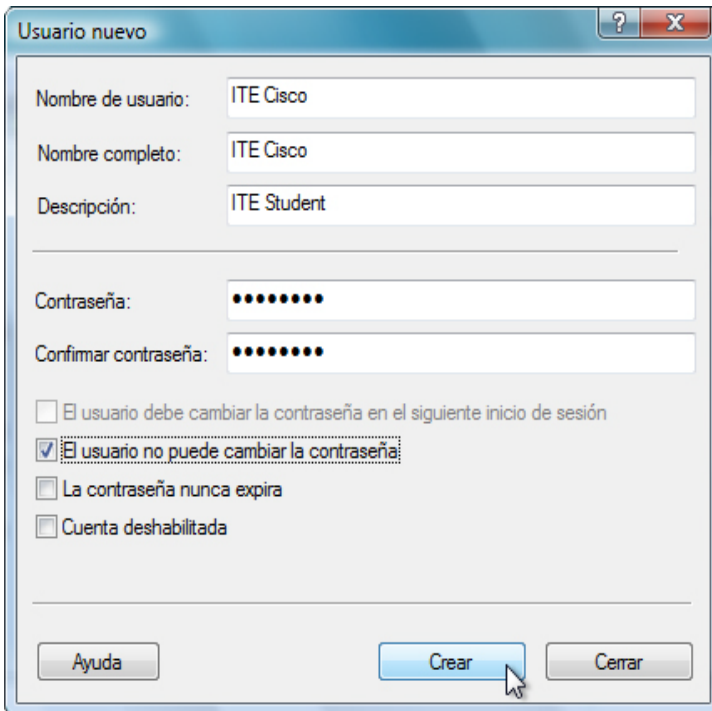 Usuario nuevo
Nombre de usuario: ITE Cisco
Nombre completo: ITE Cisco
Descripción: ITE Student
Contraseña: ••••••••
Confirmar contraseña: ••••••••
El usuario debe cambiar la contraseña en el siguiente inicio de sesión
El usuario no puede cambiar la contraseña
La contraseña nunca expira
Cuenta deshabilitada
Ayuda Crear Cerrar